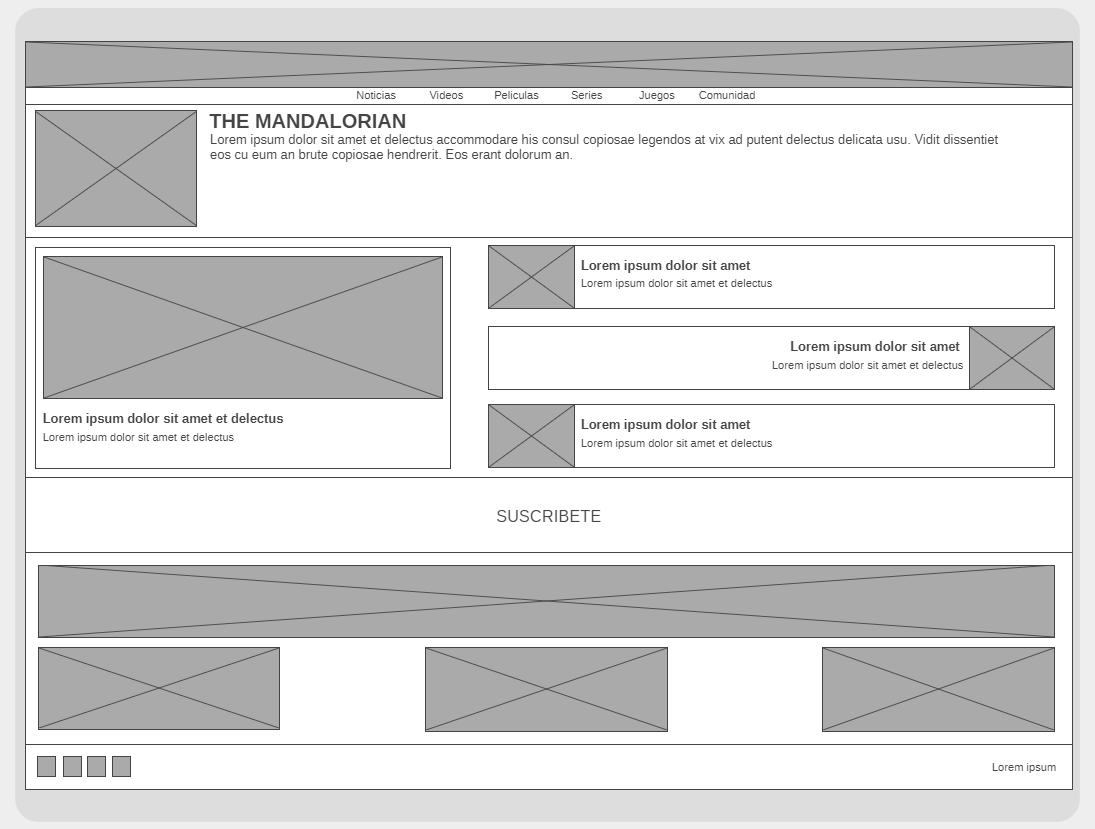 Noticias Videos Peliculas Series Juegos Comunidad
THE MANDALORIAN
Lorem ipsum dolor sit amet et delectus accommodare his consul copiosae legendos at vix ad putent delectus delicata usu. Vidit dissentiet
eos cu eum an brute copiosae hendrerit. Eos erant dolorum an.
Lorem ipsum dolor sit amet et delectus
Lorem ipsum dolor sit amet et delectus
Lorem ipsum dolor sit amet
Lorem ipsum dolor sit amet et delectus
Lorem ipsum dolor sit amet
Lorem ipsum dolor sit amet et delectus
Lorem ipsum dolor sit amet
Lorem ipsum dolor sit amet et delectus
SUSCRIBETE
Lorem ipsum